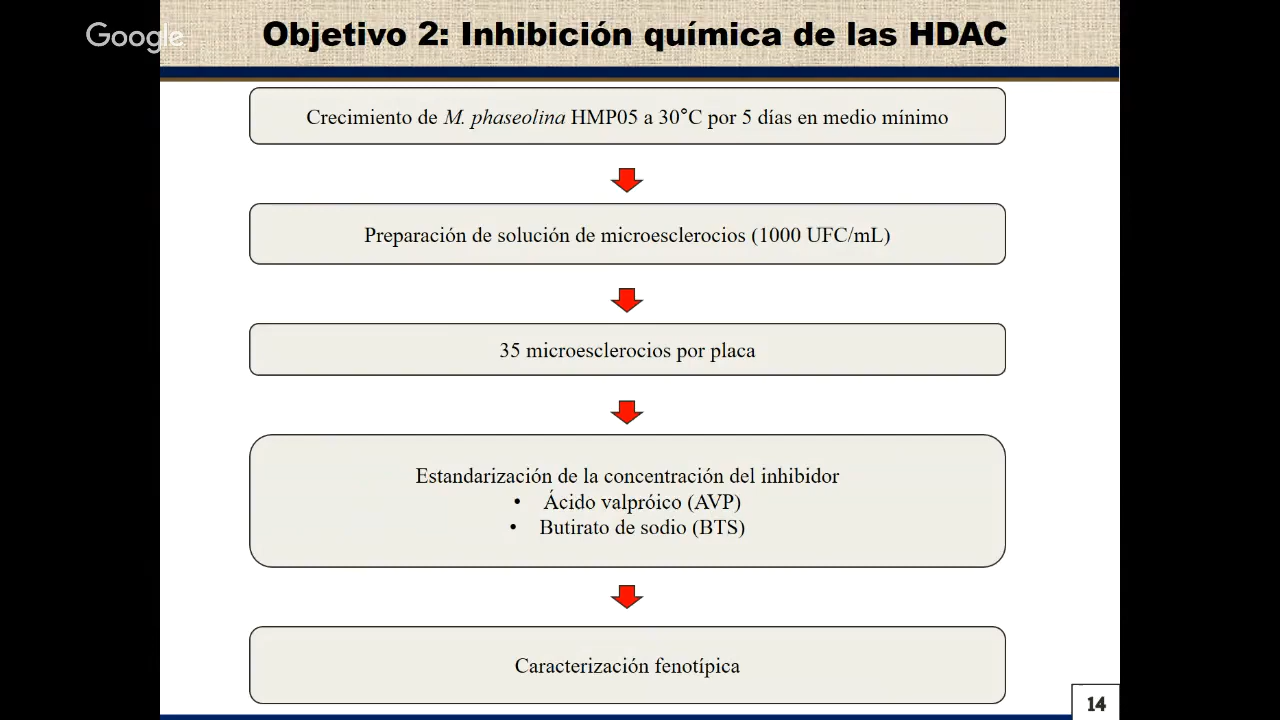 Google
Objetivo 2: Inhibición química de las HDAC
Crecimiento de M. phaseolina HMP05 a 30°C por 5 días en medio mínimo
Preparación de solución de microesclerocios (1000 UFC/mL)
35 microesclerocios por placa
Estandarización de la concentración del inhibidor
• Ácido valpróico (AVP)
• Butirato de sodio (BTS)
Caracterización fenotípica
14